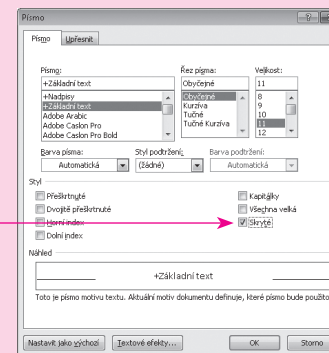 Písmo
Písmo Upřesnit
Písmo: Řez písma: Velikost:
+Základní text Obyčejné 11
+Nadpisy Obyčejné 8
+Základní text Kurzíva 9
Adobe Arabic Tučné 10
Adobe Caslon Pro Tučné Kurzíva 11
Adobe Caslon Pro Bold 12
Barva písma: Styl podtržení: Barva podtržení:
Automatická (žádné) Automatická
Styl
Přeškrtnuté Kapitálky
Dvojitě přeškrtnuté Všechna velká
Horní index Skryté
Dolní index
Náhled
+Základní text
Toto je písmo motivu textu. Aktuální motiv dokumentu definuje, které písmo bude použito
Nastavit jako výchozí Textové efekty... OK Storno